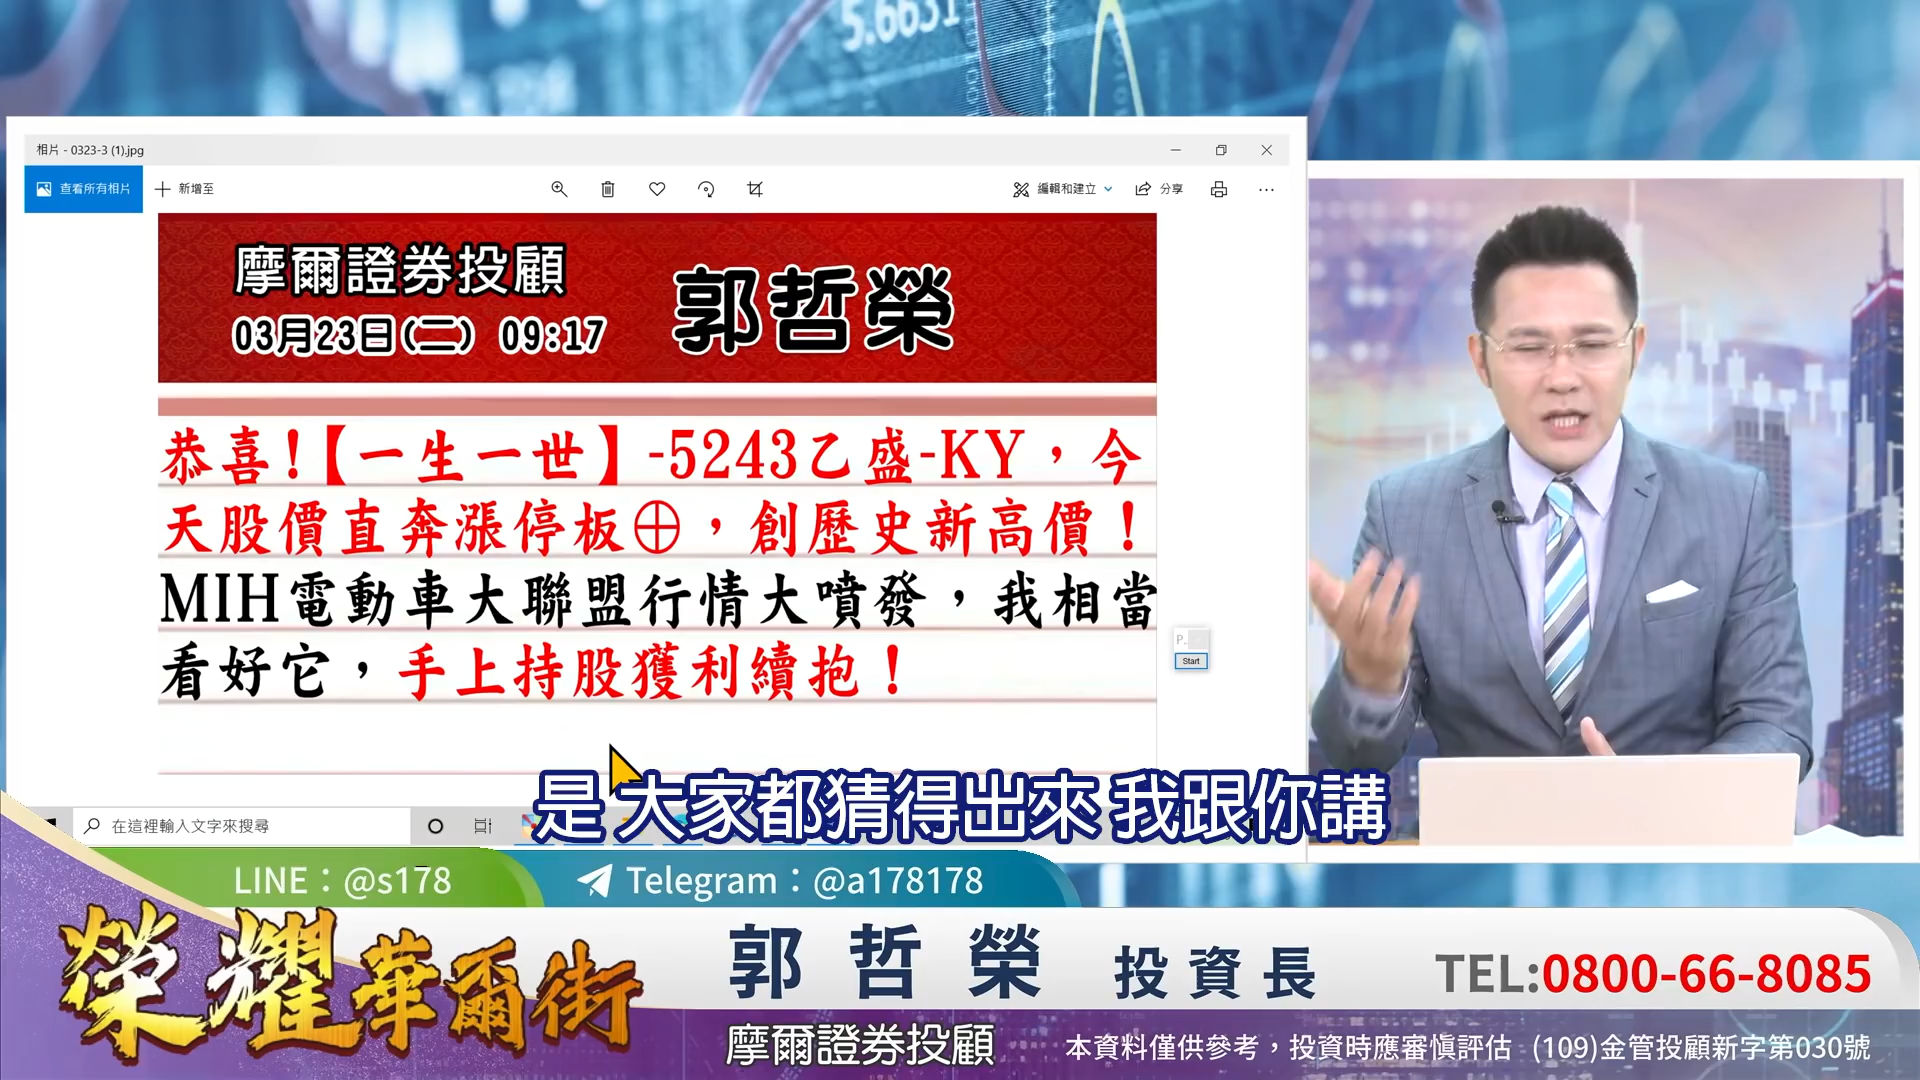 5.6631
相片 - 0323-3 (1).jpg
查看所有相片
新增至
編輯和建立
分享
摩爾證券投顧
03月23日(二) 09:17
郭哲榮
恭喜!【一生一世】-5243乙盛-KY，今
天股價直奔漲停板⊕，創歷史新高價！
MIH電動車大聯盟行情大噴發，我相當
看好它，手上持股獲利續抱！
P.
Start
是 大家都猜得出來 我跟你講
在這裡輸入文字來搜尋
LINE：@s178
Telegram：@a178178
榮耀華爾街
郭哲榮 投資長
TEL:0800-66-8085
摩爾證券投顧
本資料僅供參考，投資時應審慎評估 (109)金管投顧新字第030號